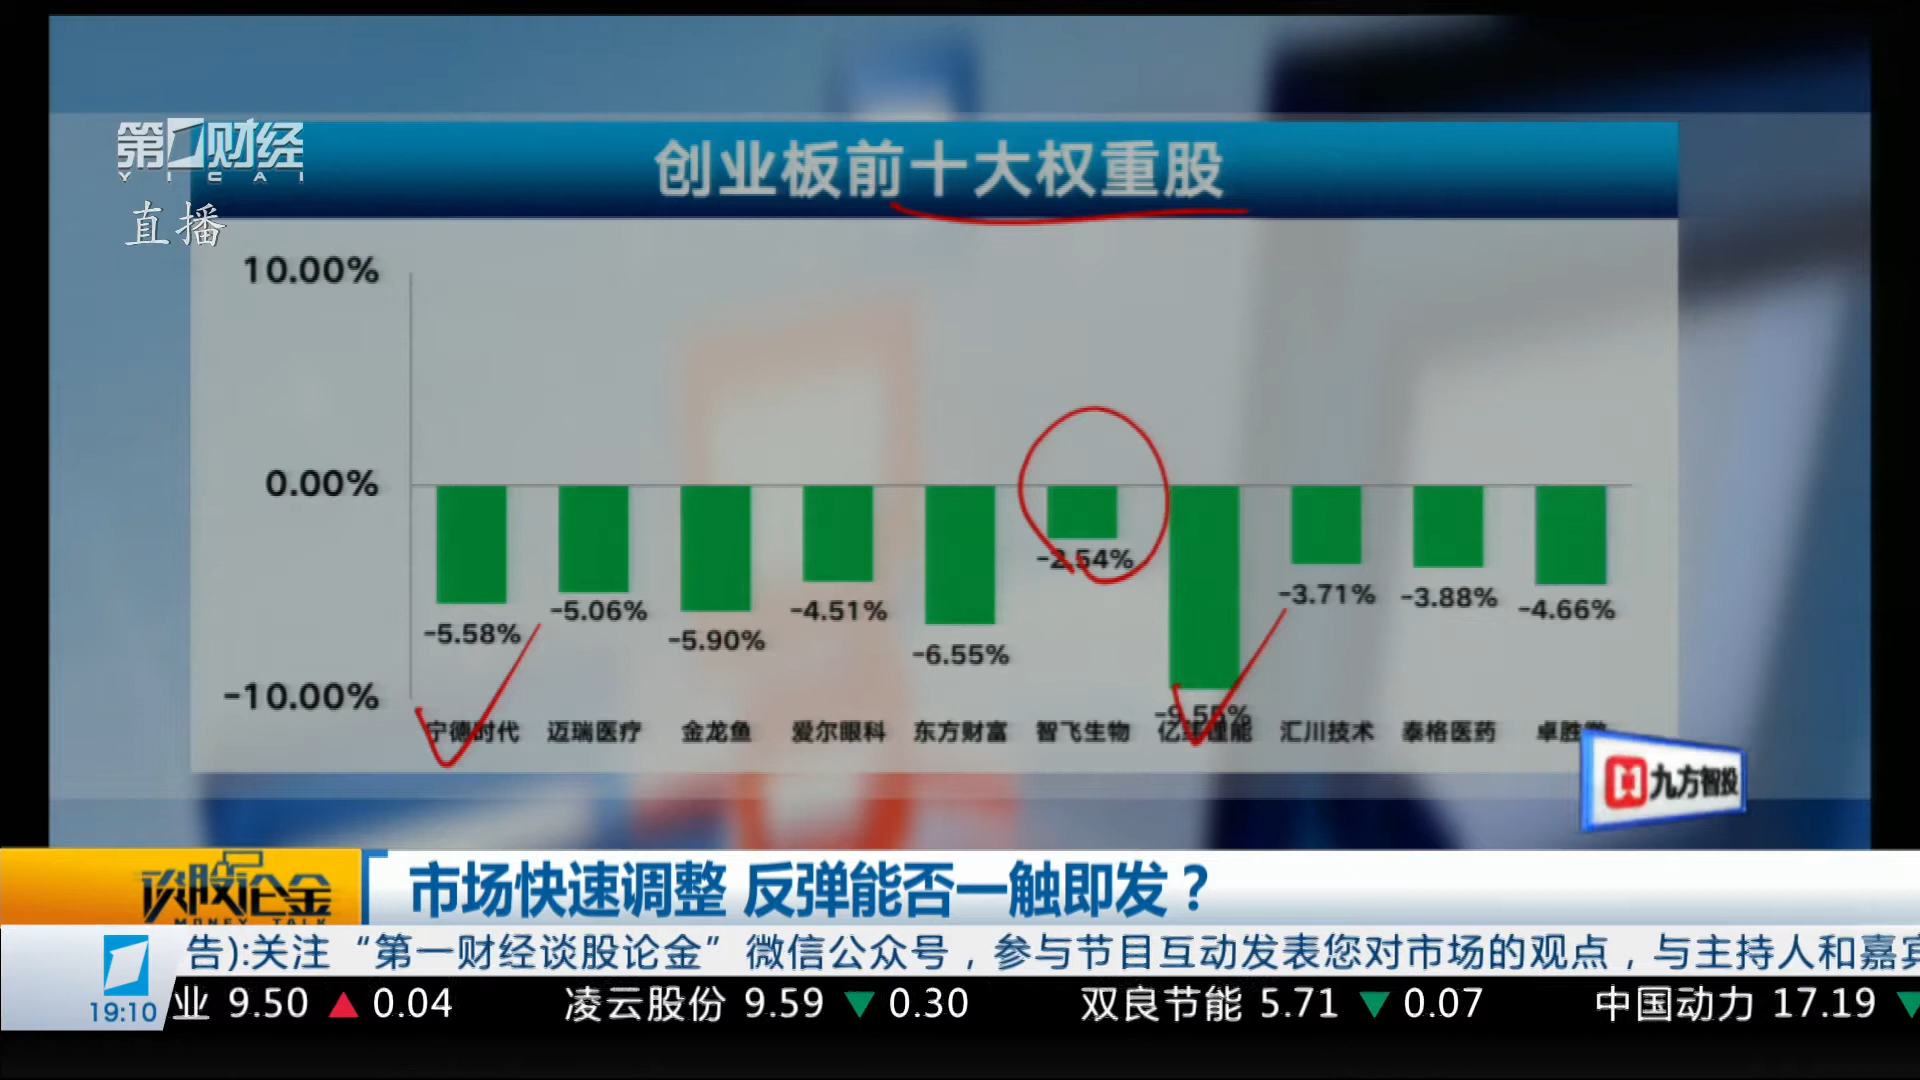 第一财经
YICAI
直播
创业板前十大权重股
10.00%
0.00%
-10.00%
-5.58%
-5.06%
-5.90%
-4.51%
-6.55%
-2.54%
-9.55%
-3.71%
-3.88%
-4.66%
宁德时代 迈瑞医疗 金龙鱼 爱尔眼科 东方财富 智飞生物 亿纬锂能 汇川技术 泰格医药 卓胜
九方智投
谈股论金
MONEY TALK
市场快速调整 反弹能否一触即发？
告):关注“第一财经谈股论金”微信公众号，参与节目互动发表您对市场的观点，与主持人和嘉宾
19:10
业 9.50 ▲ 0.04 凌云股份 9.59 ▼ 0.30 双良节能 5.71 ▼ 0.07 中国动力 17.19 ▼